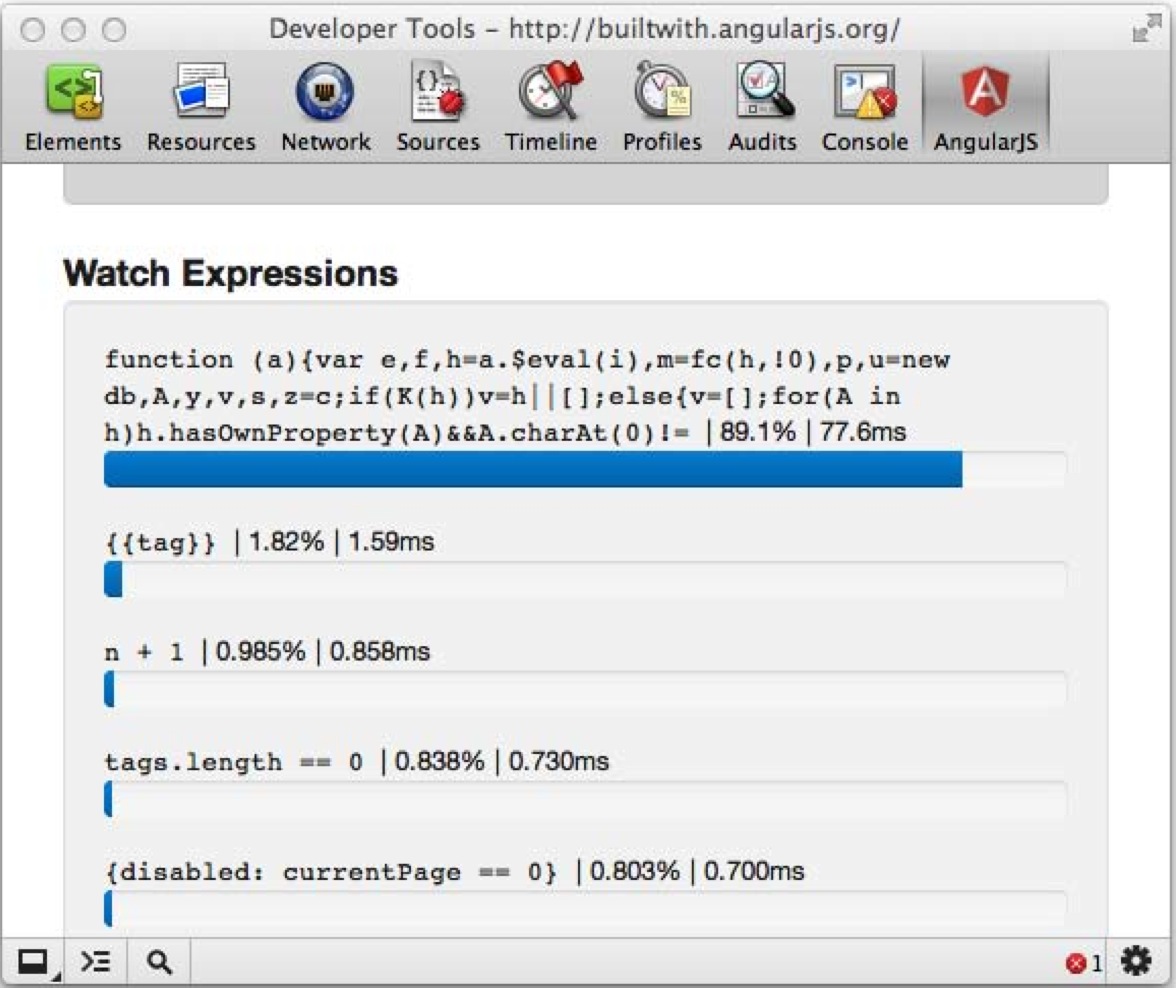 Developer Tools – http://builtwith.angularjs.org/
Elements Resources Network Sources Timeline Profiles Audits Console AngularJS
Watch Expressions
function (a){var e,f,h=a.$eval(i),m=fc(h,!0),p,u=new
db,A,y,v,s,z=c;if(K(h))v=h||[];else{v=[];for(A in
h)h.hasOwnProperty(A)&&A.charAt(0)!= | 89.1% | 77.6ms
{{tag}} | 1.82% | 1.59ms
n + 1 | 0.985% | 0.858ms
tags.length == 0 | 0.838% | 0.730ms
{disabled: currentPage == 0} | 0.803% | 0.700ms
1